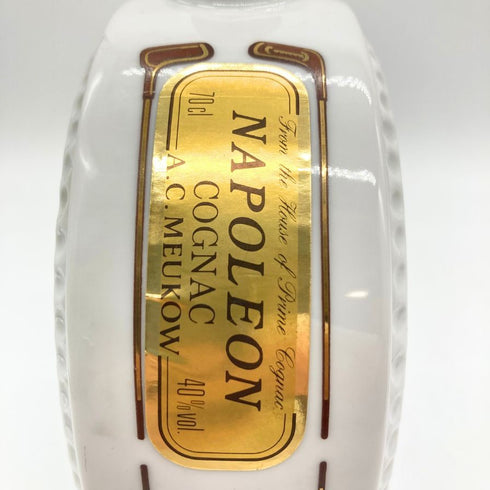 From the House of Prime Cognac
NAPOLEON
COGNAC
A.C. MEUKOW
70cl 40%vol.